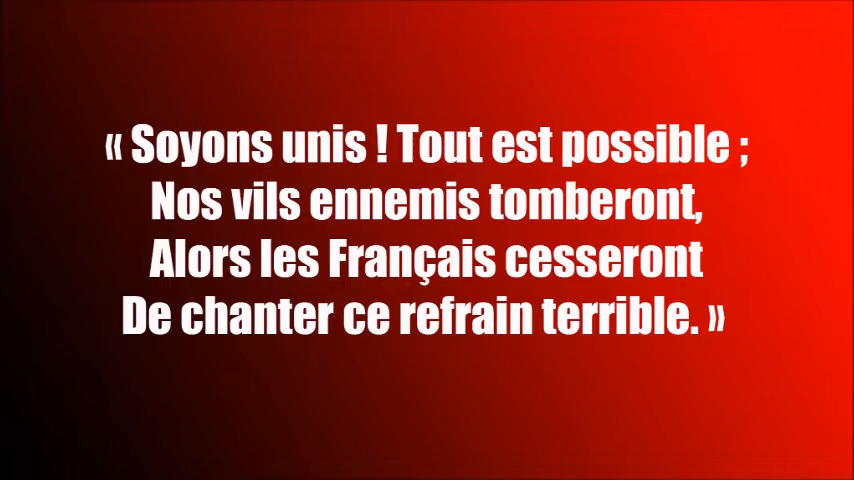 « Soyons unis ! Tout est possible ;
Nos vils ennemis tomberont,
Alors les Français cesseront
De chanter ce refrain terrible. »